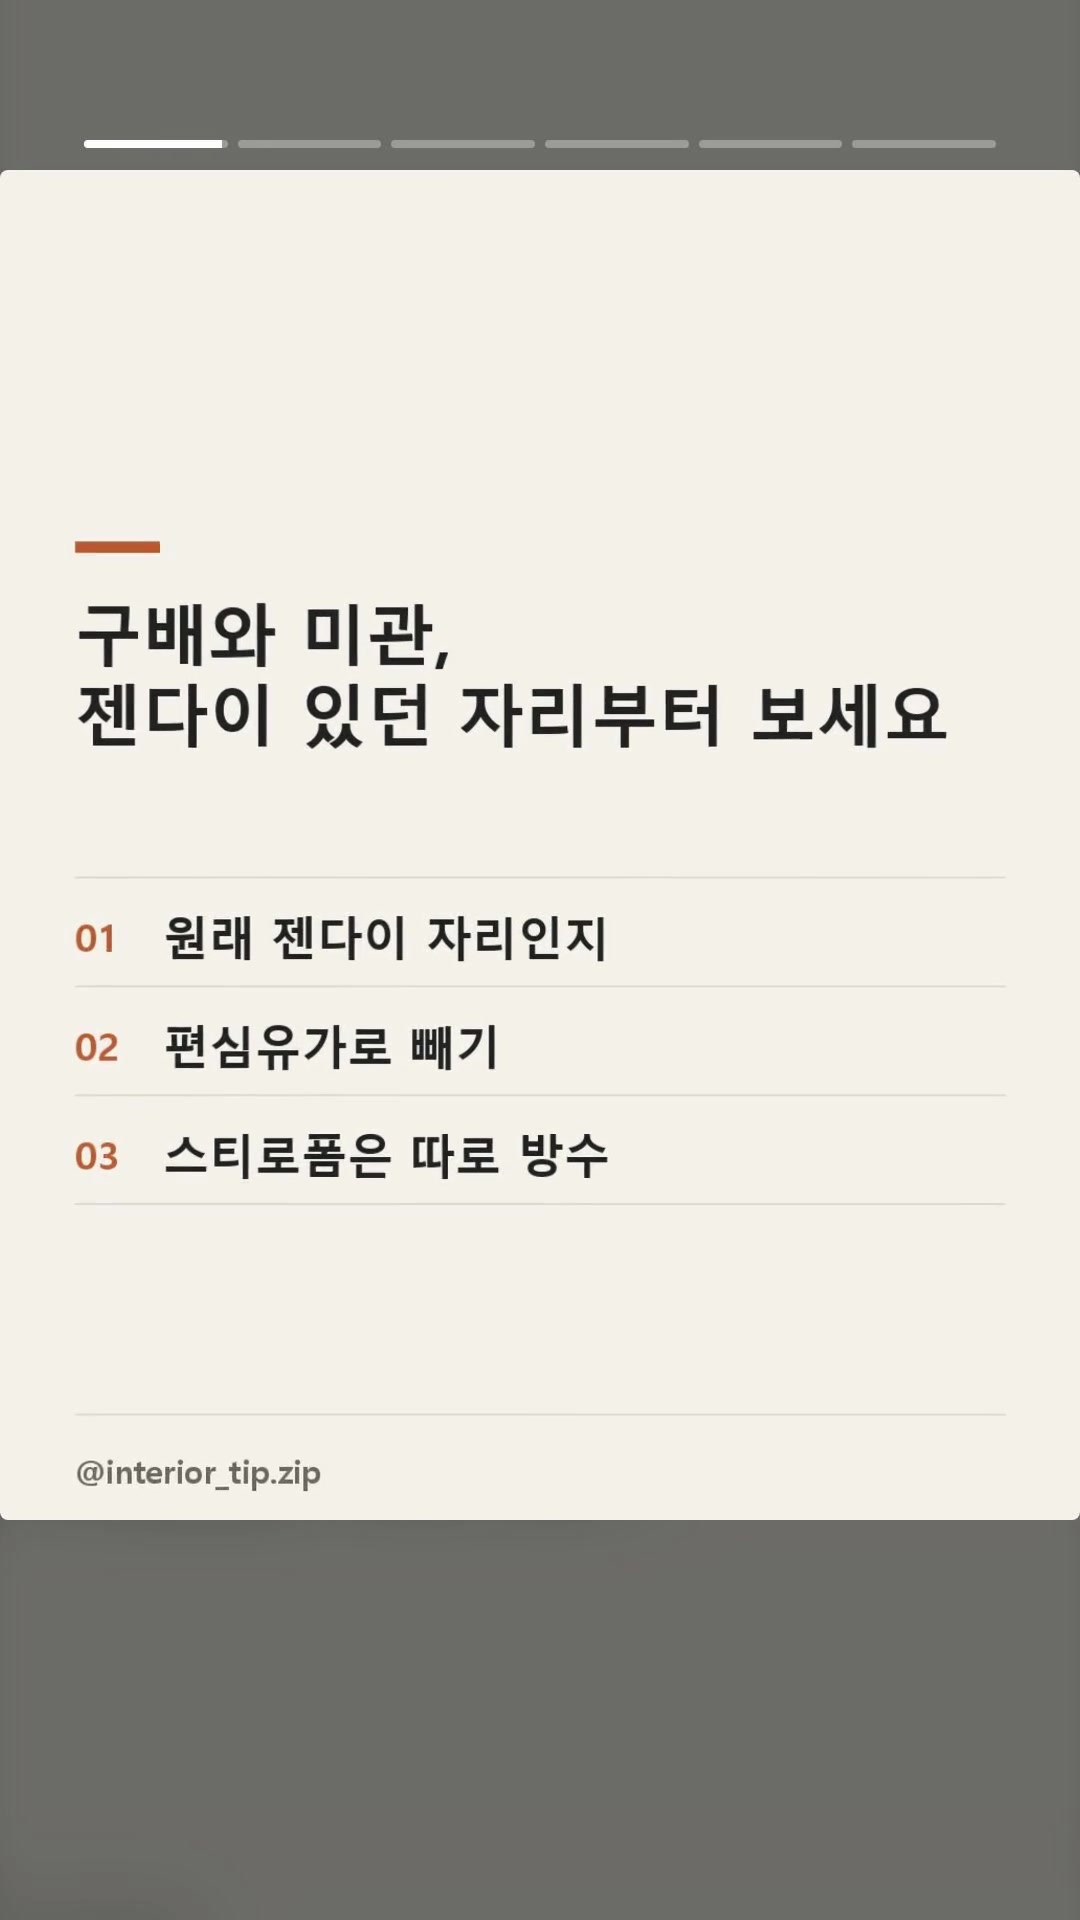 구배와 미관,
젠다이 있던 자리부터 보세요
01 원래 젠다이 자리인지
02 편심유가로 빼기
03 스티로폼은 따로 방수
@interior_tip.zip